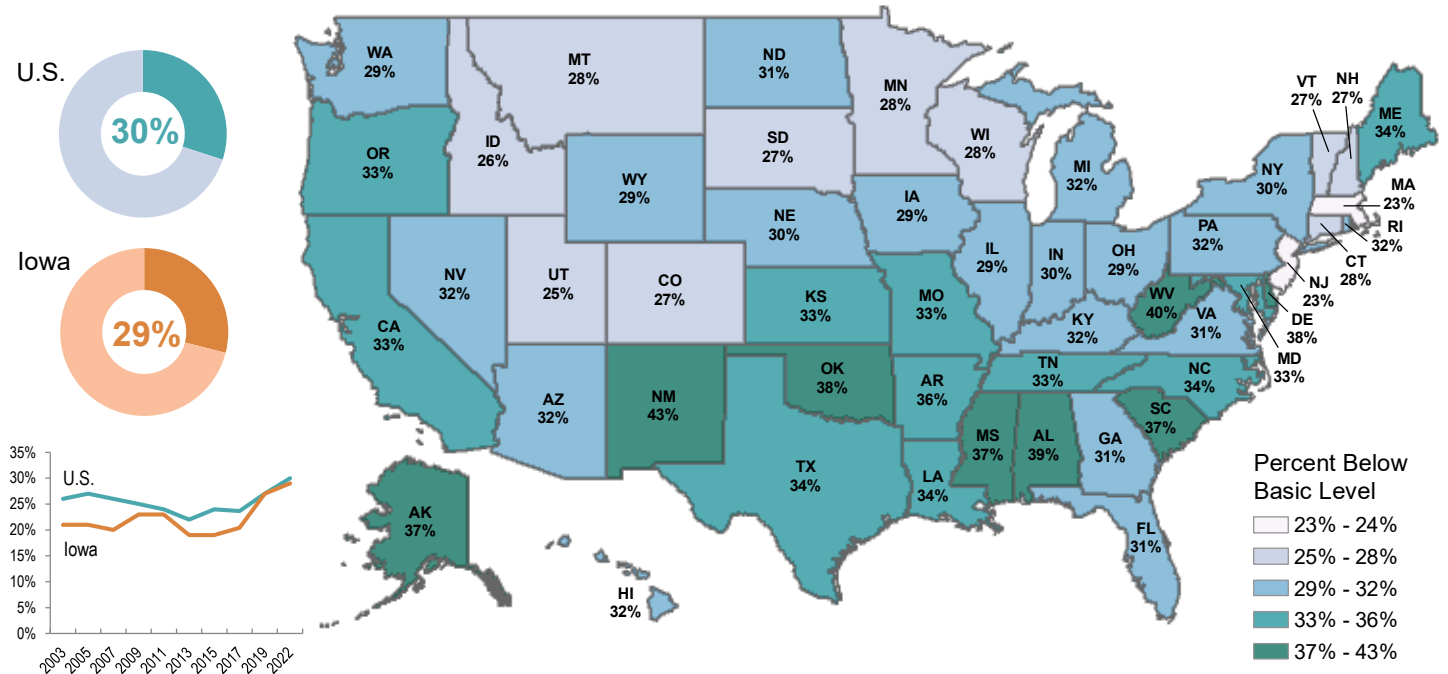 U.S.
30%
Iowa
29%
35%
30%
25%
20%
15%
10%
5%
0%
U.S.
Iowa
2003
2005
2007
2009
2011
2013
2015
2017
2019
2022
WA
29%
OR
33%
CA
33%
NV
32%
ID
26%
MT
28%
WY
29%
UT
25%
CO
27%
AZ
32%
NM
43%
ND
31%
SD
27%
NE
30%
KS
33%
OK
38%
TX
34%
MN
28%
IA
29%
MO
33%
AR
36%
LA
34%
WI
28%
IL
29%
MI
32%
IN
30%
OH
29%
KY
32%
TN
33%
MS
37%
AL
39%
GA
31%
FL
31%
SC
37%
NC
34%
VA
31%
WV
40%
PA
32%
NY
30%
VT
27%
NH
27%
ME
34%
MA
23%
RI
32%
CT
28%
NJ
23%
DE
38%
MD
33%
AK
37%
HI
32%
Percent Below
Basic Level
23% - 24%
25% - 28%
29% - 32%
33% - 36%
37% - 43%